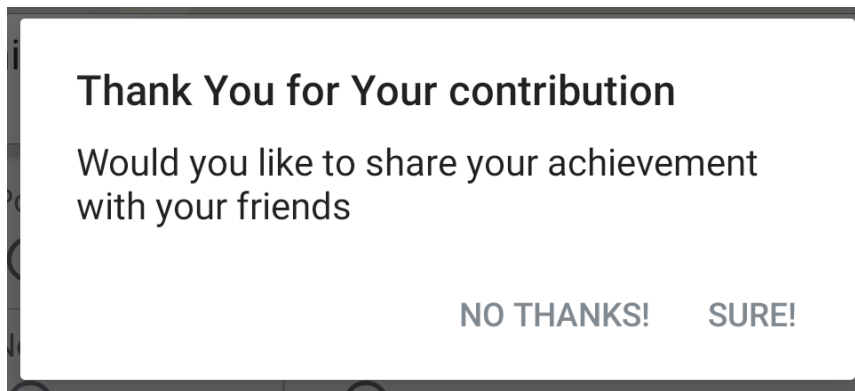 Thank You for Your contribution
Would you like to share your achievement
with your friends
NO THANKS! SURE!